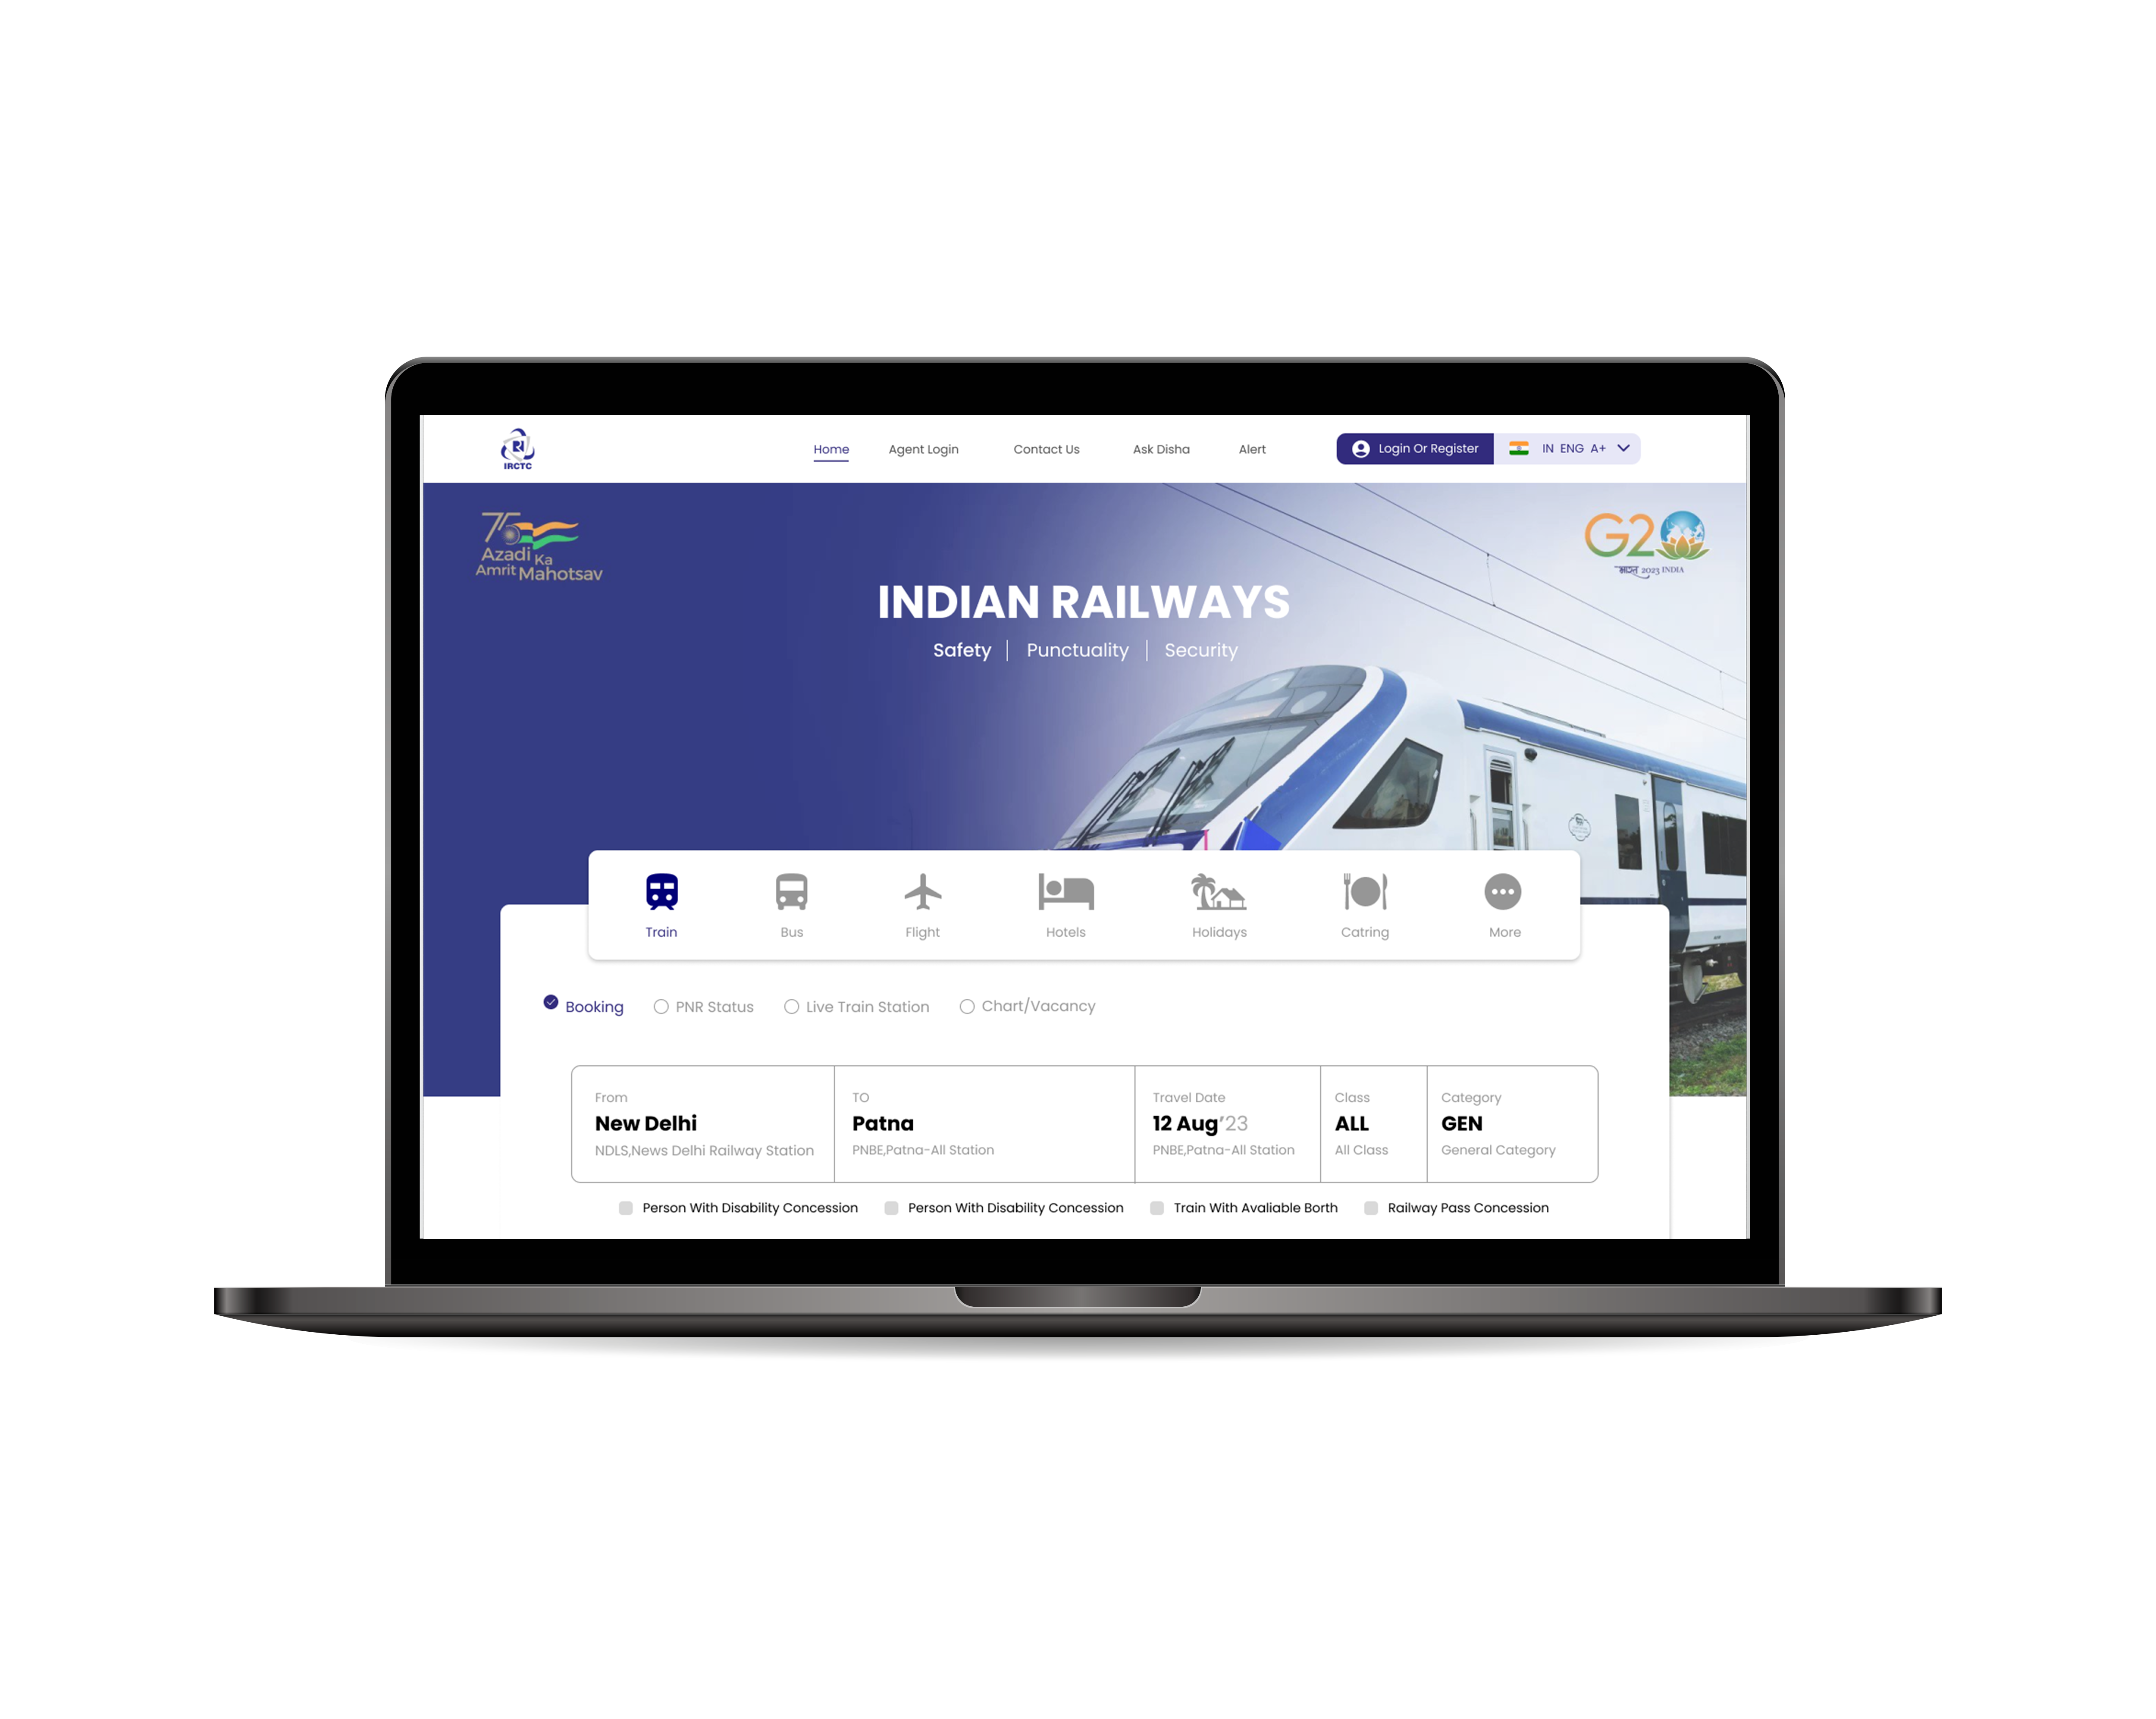 IRCTC
Home Agent Login Contact Us Ask Disha Alert Login Or Register IN ENG A+
75
Azadi Ka
Amrit Mahotsav
G20
भारत 2023 INDIA
INDIAN RAILWAYS
Safety | Punctuality | Security
Train Bus Flight Hotels Holidays Catring More
Booking PNR Status Live Train Station Chart/Vacancy
From TO Travel Date Class Category
New Delhi Patna 12 Aug'23 ALL GEN
NDLS,News Delhi Railway Station PNBE,Patna-All Station PNBE,Patna-All Station All Class General Category
Person With Disability Concession Person With Disability Concession Train With Avaliable Borth Railway Pass Concession